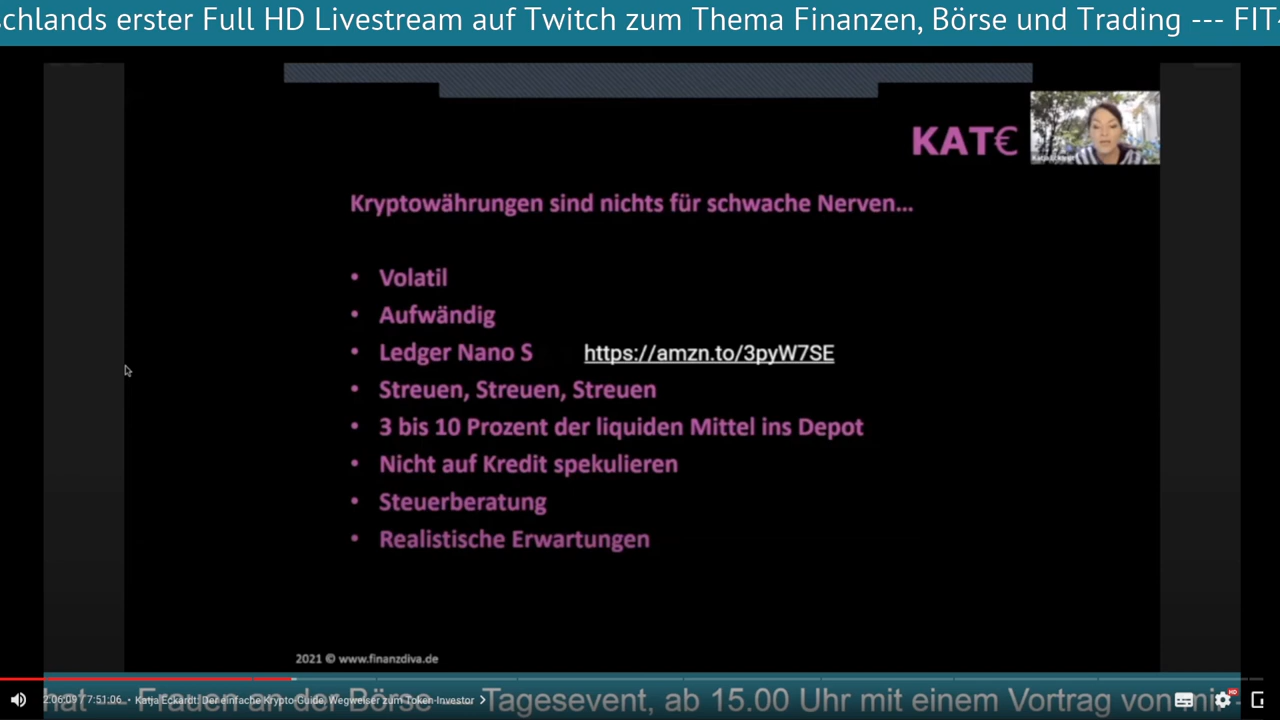 schlands erster Full HD Livestream auf Twitch zum Thema Finanzen, Börse und Trading --- FIT
KAT€
Kryptowährungen sind nichts für schwache Nerven...
• Volatil
• Aufwändig
• Ledger Nano S https://amzn.to/3pyW7SE
• Streuen, Streuen, Streuen
• 3 bis 10 Prozent der liquiden Mittel ins Depot
• Nicht auf Kredit spekulieren
• Steuerberatung
• Realistische Erwartungen
2021 © www.finanzdiva.de
hat - Frauen an der Börse - Tagesevent, ab 15.00 Uhr mit einem Vortrag von mir -
2:06:09 / 7:51:06 • Katja Eckardt: Der einfache Krypto-Guide, Wegweiser zum Token-Investor
HD